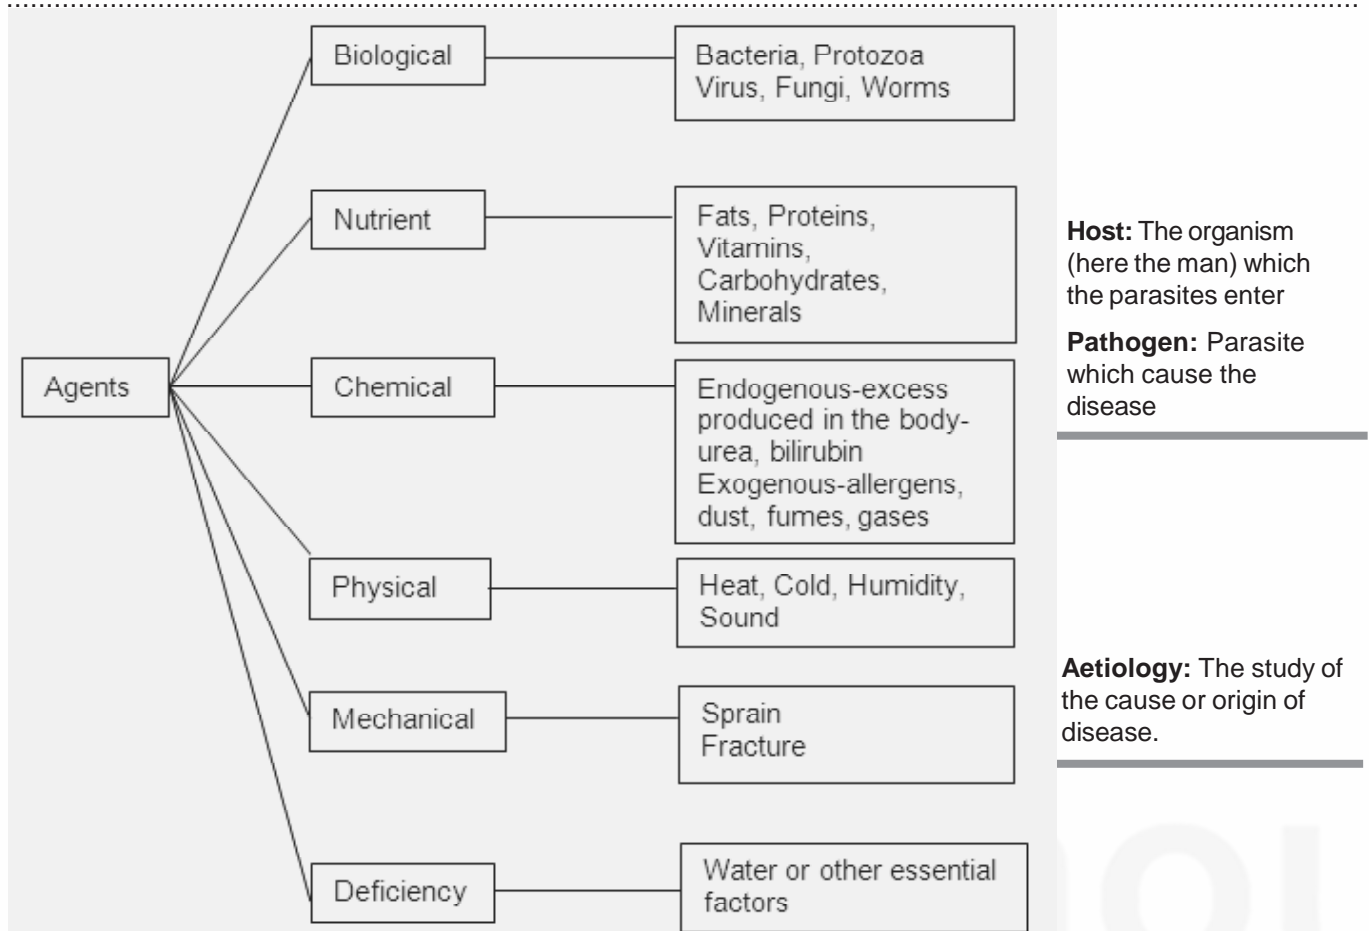 Biological
Bacteria, Protozoa
Virus, Fungi, Worms
Nutrient
Fats, Proteins,
Vitamins,
Carbohydrates,
Minerals
Agents
Chemical
Endogenous-excess
produced in the body-
urea, bilirubin
Exogenous-allergens,
dust, fumes, gases
Physical
Heat, Cold, Humidity,
Sound
Mechanical
Sprain
Fracture
Deficiency
Water or other essential
factors
Host: The organism
(here the man) which
the parasites enter
Pathogen: Parasite
which cause the
disease
Aetiology: The study of
the cause or origin of
disease.